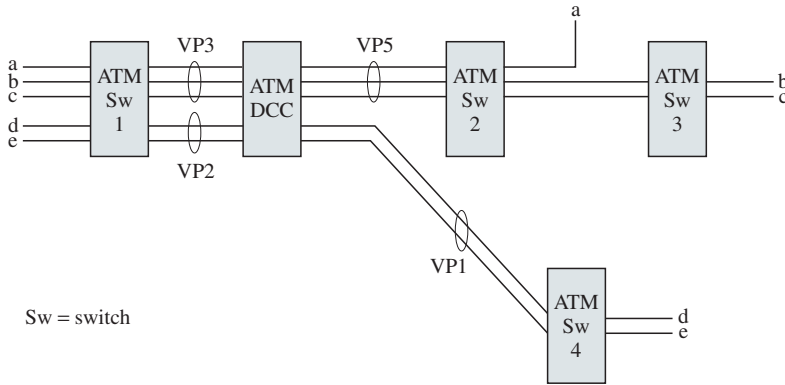 a
VP3
VP5
a
b
c
d
e
ATM
Sw
1
ATM
DCC
ATM
Sw
2
ATM
Sw
3
b
c
VP2
VP1
Sw = switch
ATM
Sw
4
d
e